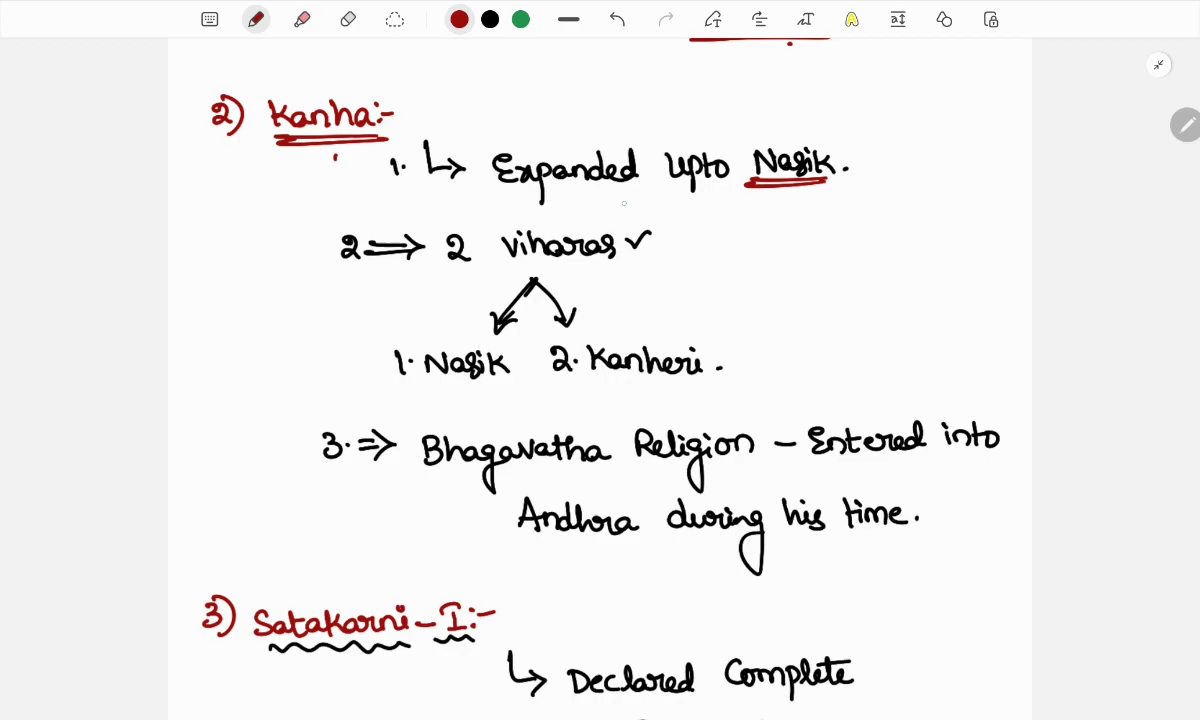 2) Kanha:-
1. ↳ Expanded Upto Nasik.
2 ⇒ 2 Viharas ✓
1. Nasik 2. Kanheri.
3. ⇒ Bhagavatha Religion - Entered into
Andhra during his time.
3) Satakarni - I:-
↳ Declared Complete